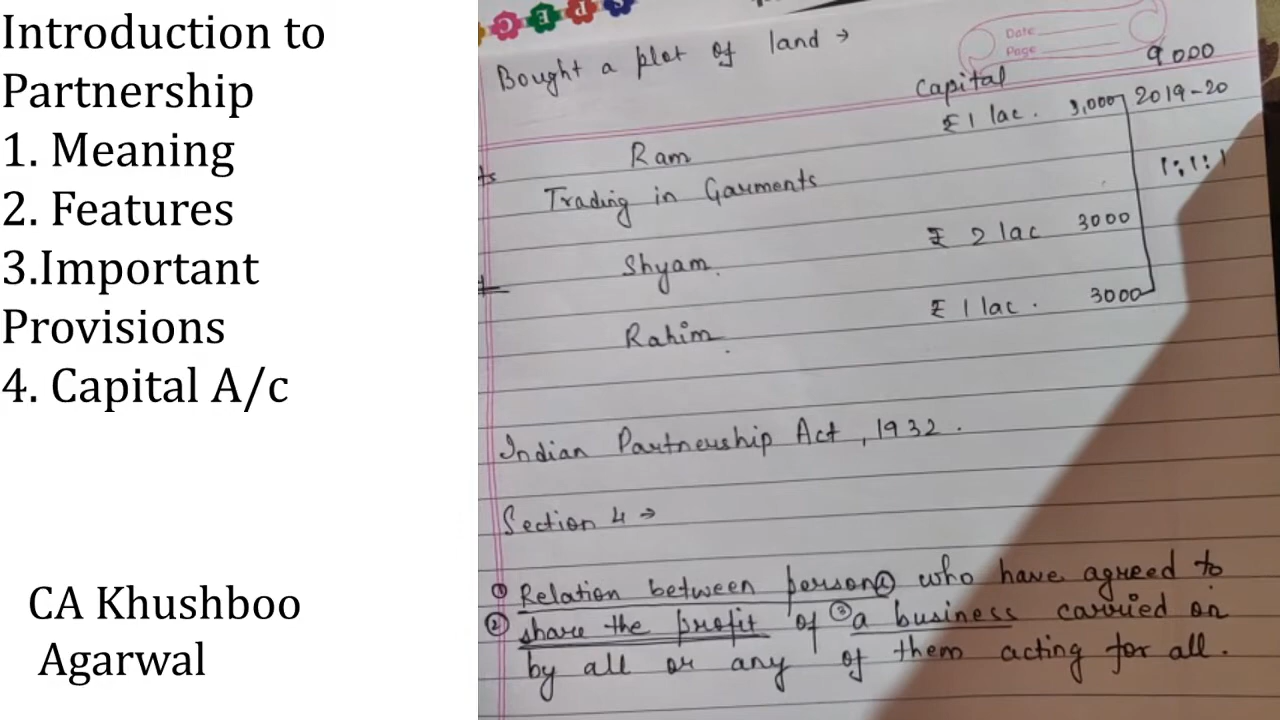 Introduction to
Partnership
1. Meaning
2. Features
3.Important
Provisions
4. Capital A/c
CA Khushboo
Agarwal
G E P S
Bought a plot of land →
Date
Page
9000
Capital
Ram ₹1 lac. 3,000 2019-20
ts
Trading in Garments 1:1:1
Shyam. ₹ 2 lac 3000
Rahim. ₹ 1 lac. 3000
Indian Partnership Act, 1932.
Section 4 →
① Relation between persons who have agreed to
② share the profit of ③ a business carried on
by all or any of them acting for all.